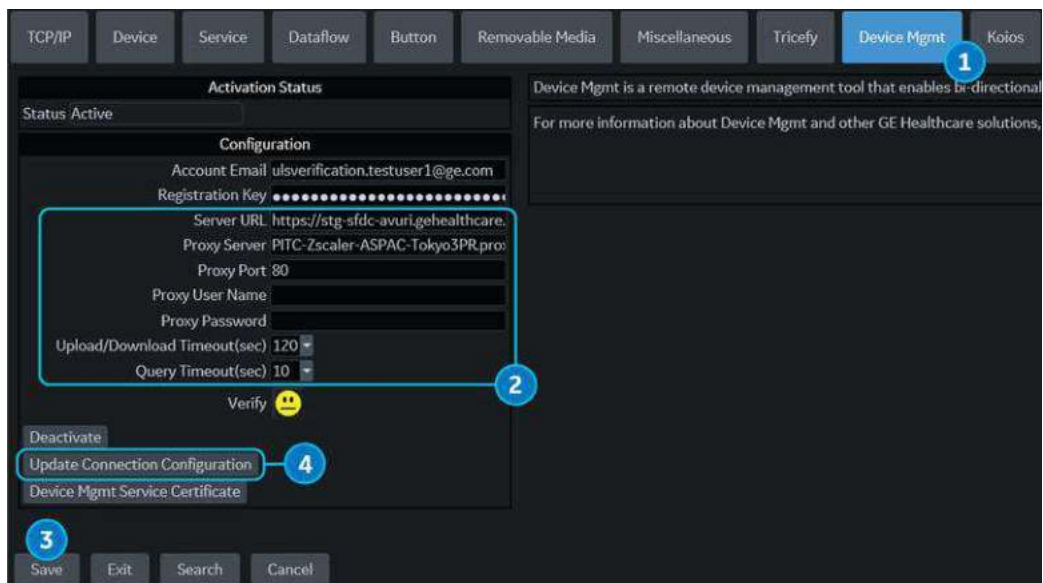 TCP/IP Device Service Dataflow Button Removable Media Miscellaneous Tricefy Device Mgmt Koios
1
Activation Status
Status Active
Device Mgmt is a remote device management tool that enables bi-directional
For more information about Device Mgmt and other GE Healthcare solutions,
Configuration
Account Email ulsverification.testuser1@ge.com
Registration Key ●●●●●●●●●●●●●●●●●●●●●●●●
Server URL https://stg-sfdc-avuri.gehealthcare.
Proxy Server PITC-Zscaler-ASPAC-Tokyo3PR.prox
Proxy Port 80
Proxy User Name
Proxy Password
Upload/Download Timeout(sec) 120
Query Timeout(sec) 10
2
Verify
Deactivate
Update Connection Configuration
4
Device Mgmt Service Certificate
3
Save Exit Search Cancel